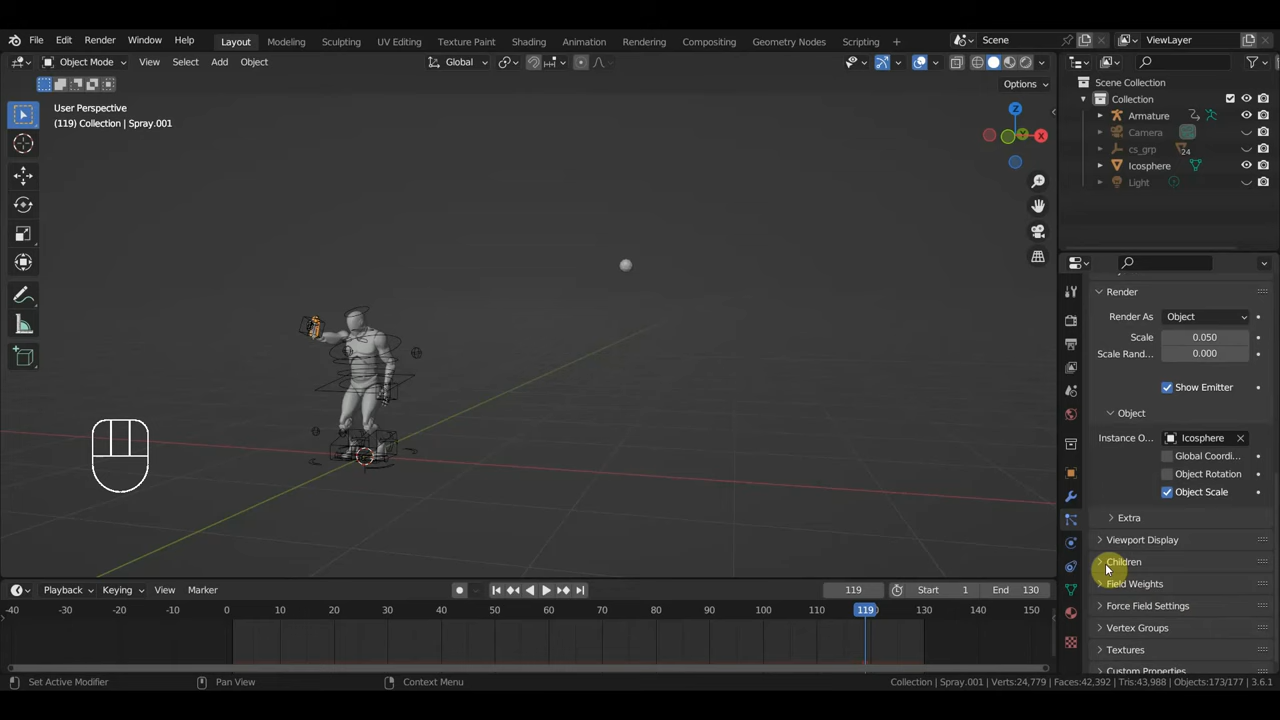 File Edit Render Window Help
Layout Modeling Sculpting UV Editing Texture Paint Shading Animation Rendering Compositing Geometry Nodes Scripting +
Scene
ViewLayer
Object Mode View Select Add Object
Global
Options
User Perspective
(119) Collection | Spray.001
Z
Y
X
Scene Collection
Collection
Armature
Camera
cs_grp
24
Icosphere
Light
Render
Render As Object
Scale 0.050
Scale Rand... 0.000
Show Emitter
Object
Instance O... Icosphere
Global Coordi...
Object Rotation
Object Scale
Extra
Viewport Display
Children
Field Weights
Force Field Settings
Vertex Groups
Textures
Custom Properties
Playback Keying View Marker
119 Start 1 End 130
-40 -30 -20 -10 0 10 20 30 40 50 60 70 80 90 100 110 119 130 140 150
Set Active Modifier Pan View Context Menu
Collection | Spray.001 | Verts:24,779 | Faces:42,392 | Tris:43,988 | Objects:173/177 | 3.6.1